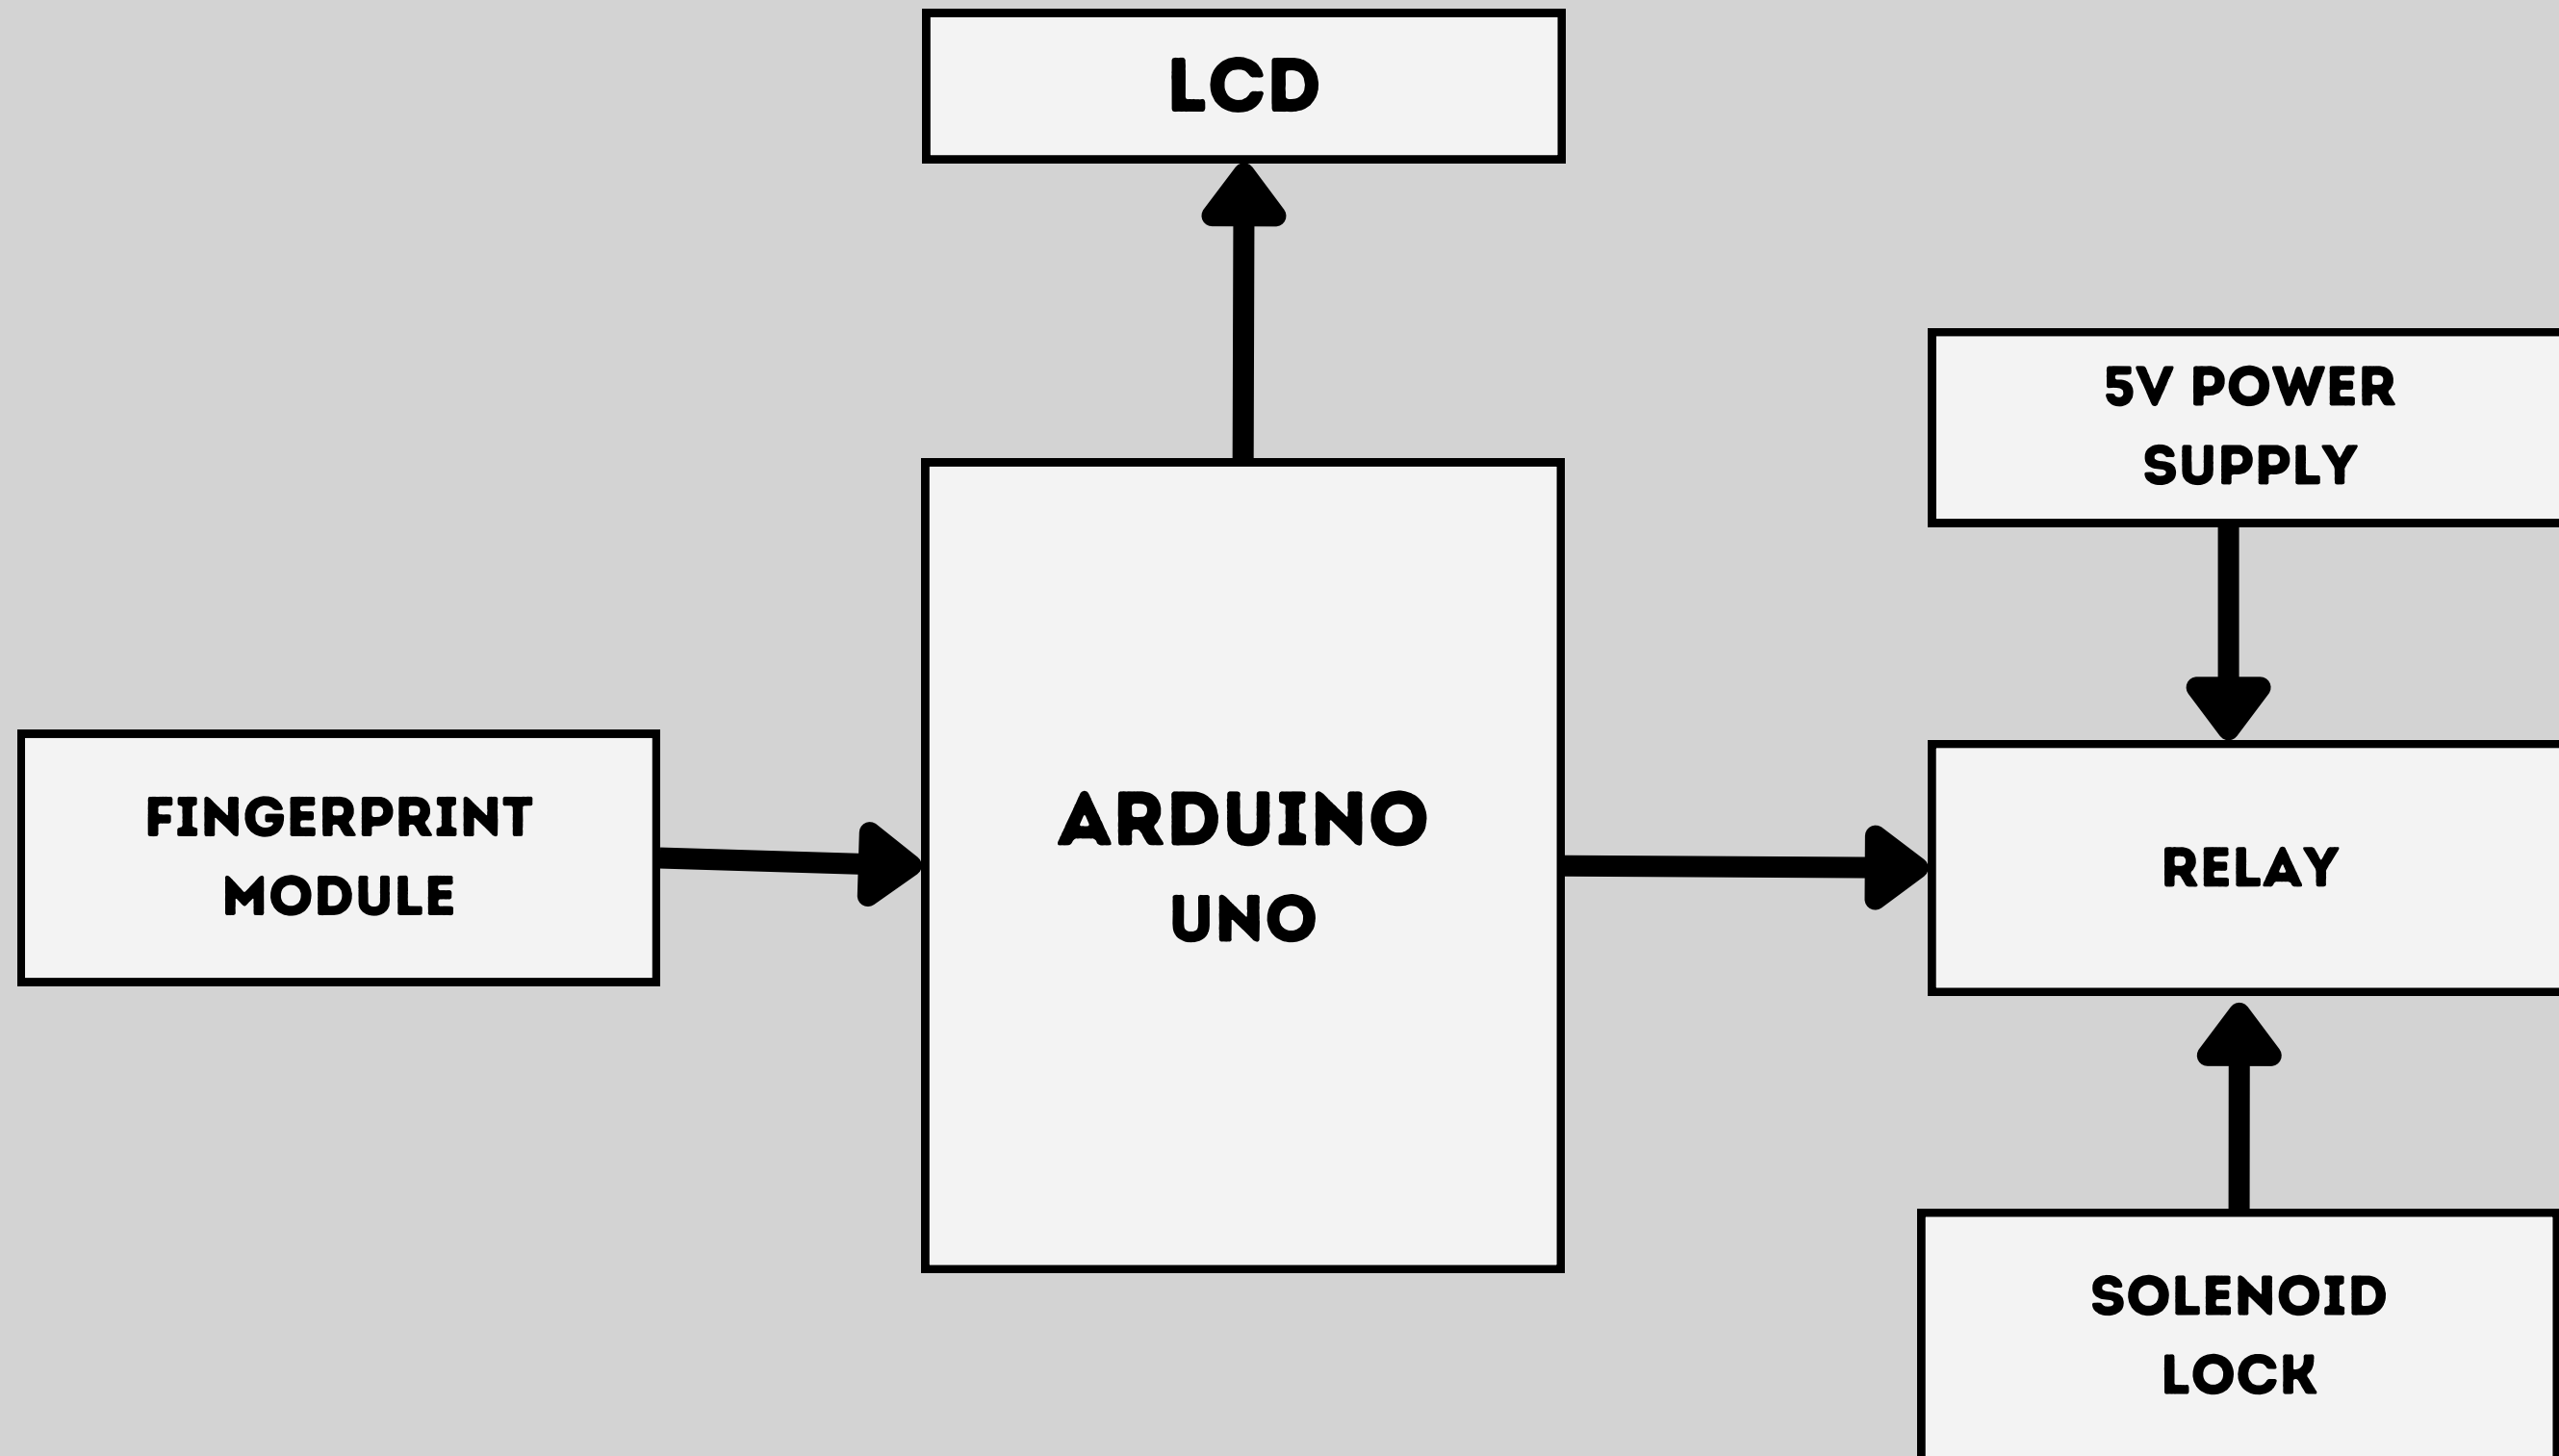 LCD
5V POWER
SUPPLY
FINGERPRINT
MODULE
ARDUINO
UNO
RELAY
SOLENOID
LOCK